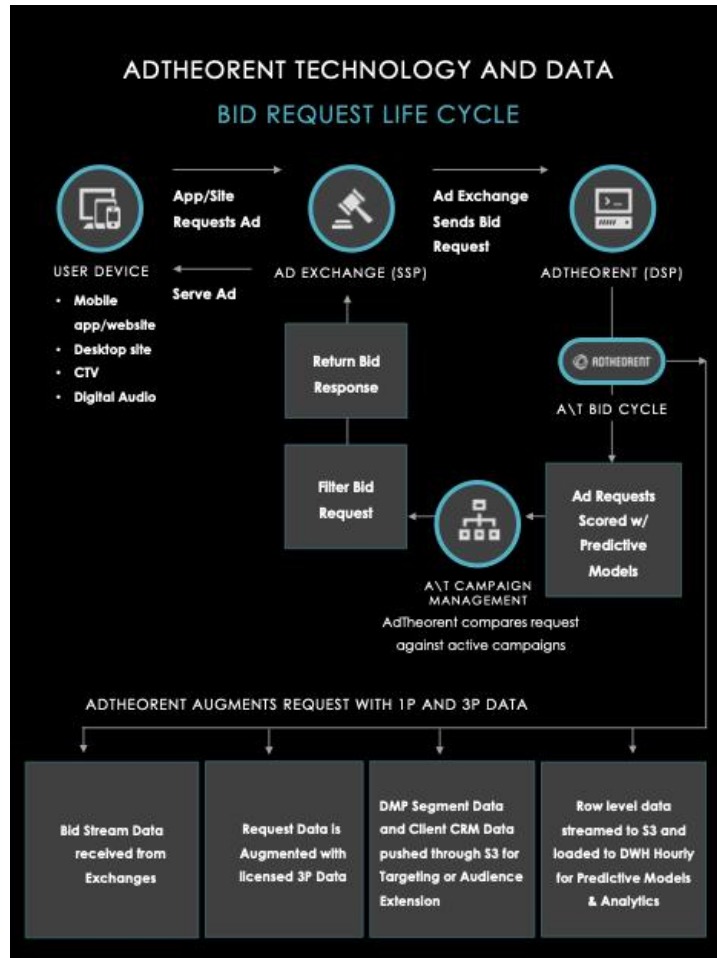 ADTHEORENT TECHNOLOGY AND DATA
BID REQUEST LIFE CYCLE
App/Site
Requests Ad
Ad Exchange
Sends Bid
Request
USER DEVICE
Serve Ad
AD EXCHANGE (SSP)
ADTHEORENT (DSP)
• Mobile
app/website
• Desktop site
• CTV
• Digital Audio
Return Bid
Response
ADTHEORENT
A\T BID CYCLE
Filter Bid
Request
Ad Requests
Scored w/
Predictive
Models
A\T CAMPAIGN
MANAGEMENT
AdTheorent compares request
against active campaigns
ADTHEORENT AUGMENTS REQUEST WITH 1P AND 3P DATA
Bid Stream Data
received from
Exchanges
Request Data is
Augmented with
licensed 3P Data
DMP Segment Data
and Client CRM Data
pushed through S3 for
Targeting or Audience
Extension
Row level data
streamed to S3 and
loaded to DWH Hourly
for Predictive Models
& Analytics